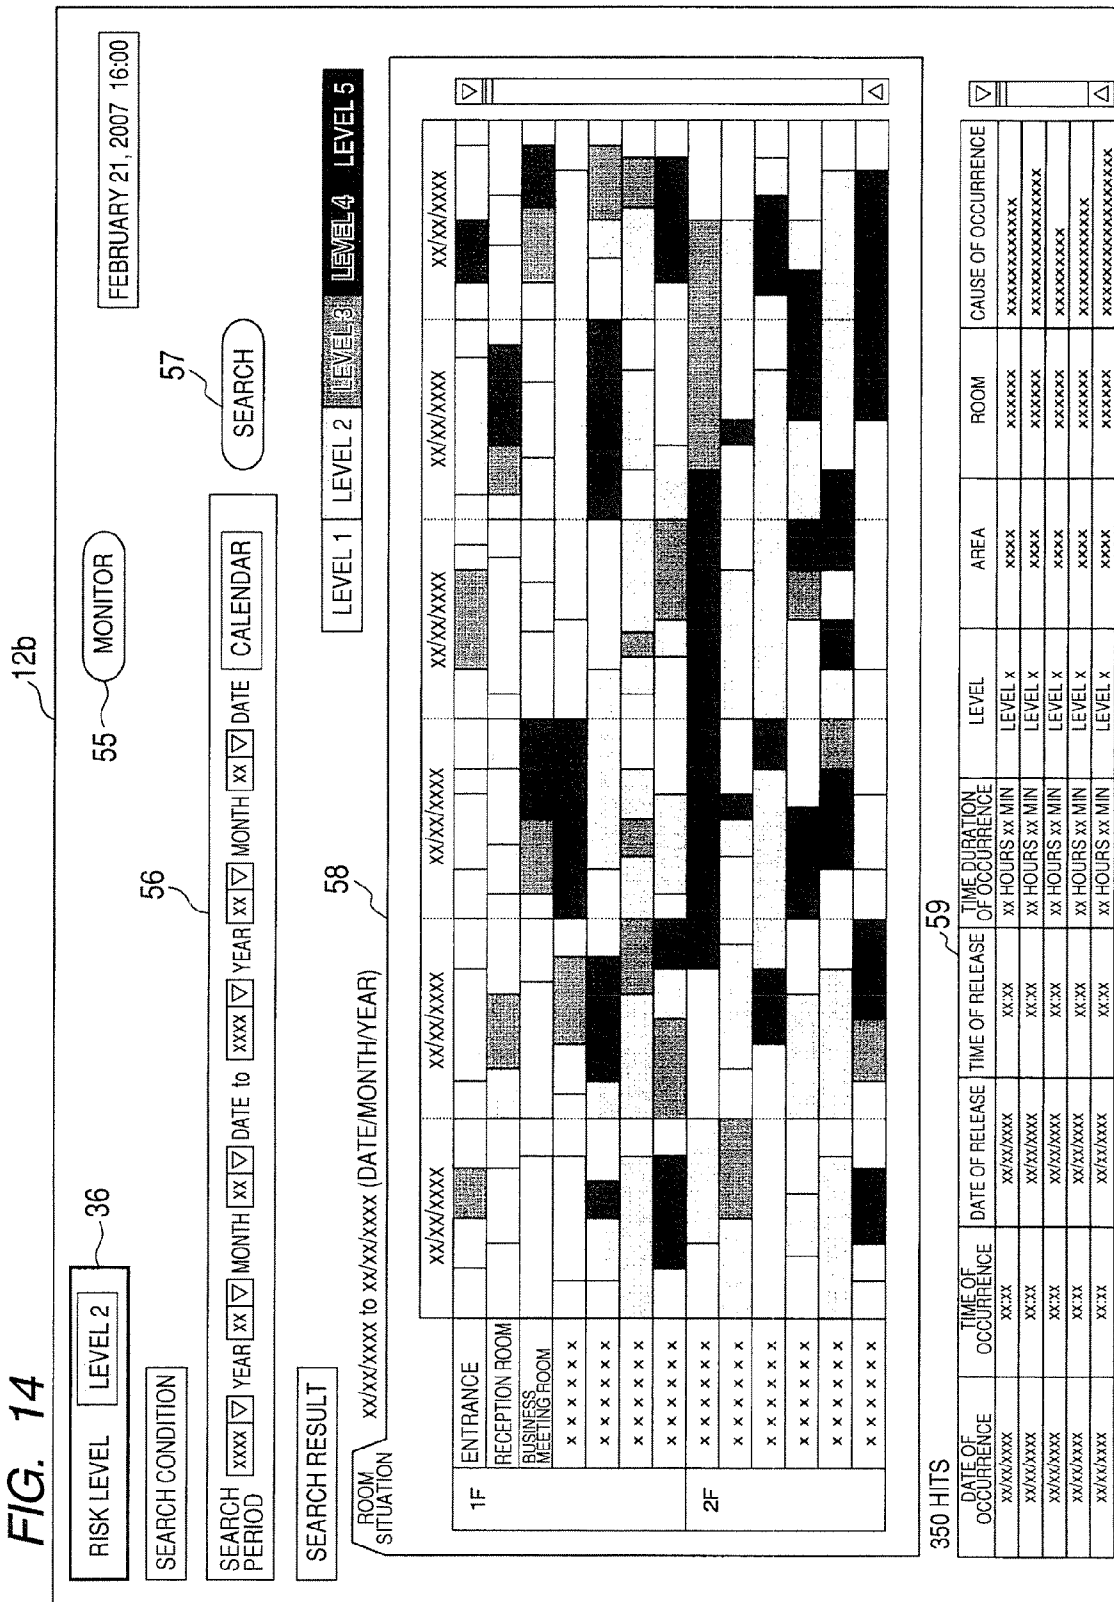 FIG. 14
12b
RISK LEVEL LEVEL 2
36
55
MONITOR
FEBRUARY 21, 2007 16:00
SEARCH CONDITION
56
57
SEARCH PERIOD
xxxx ▽ YEAR xx ▽ MONTH xx ▽ DATE to xxxx ▽ YEAR xx ▽ MONTH xx ▽ DATE CALENDAR
SEARCH
SEARCH RESULT
LEVEL 1 LEVEL 2 LEVEL 3 LEVEL 4 LEVEL 5
ROOM SITUATION
xx/xx/xxxx to xx/xx/xxxx (DATE/MONTH/YEAR)
58
xx/xx/xxxx xx/xx/xxxx xx/xx/xxxx xx/xx/xxxx xx/xx/xxxx xx/xx/xxxx
1F
ENTRANCE
RECEPTION ROOM
BUSINESS MEETING ROOM
x x x x x x
x x x x x x
x x x x x x
x x x x x x
2F
x x x x x x
x x x x x x
x x x x x x
x x x x x x
x x x x x x
x x x x x x
350 HITS
59
DATE OF OCCURRENCE TIME OF OCCURRENCE DATE OF RELEASE TIME OF RELEASE TIME DURATION OF OCCURRENCE LEVEL AREA ROOM CAUSE OF OCCURRENCE
xx/xx/xxxx xx:xx xx/xx/xxxx xx:xx xx HOURS xx MIN LEVEL x xxxx xxxxxx xxxxxxxxxxxx
xx/xx/xxxx xx:xx xx/xx/xxxx xx:xx xx HOURS xx MIN LEVEL x xxxx xxxxxx xxxxxxxxxxxxxxx
xx/xx/xxxx xx:xx xx/xx/xxxx xx:xx xx HOURS xx MIN LEVEL x xxxx xxxxxx xxxxxxxxx
xx/xx/xxxx xx:xx xx/xx/xxxx xx:xx xx HOURS xx MIN LEVEL x xxxx xxxxxx xxxxxxxxxxxx
xx/xx/xxxx xx:xx xx/xx/xxxx xx:xx xx HOURS xx MIN LEVEL x xxxx xxxxxx xxxxxxxxxxxxxxxx